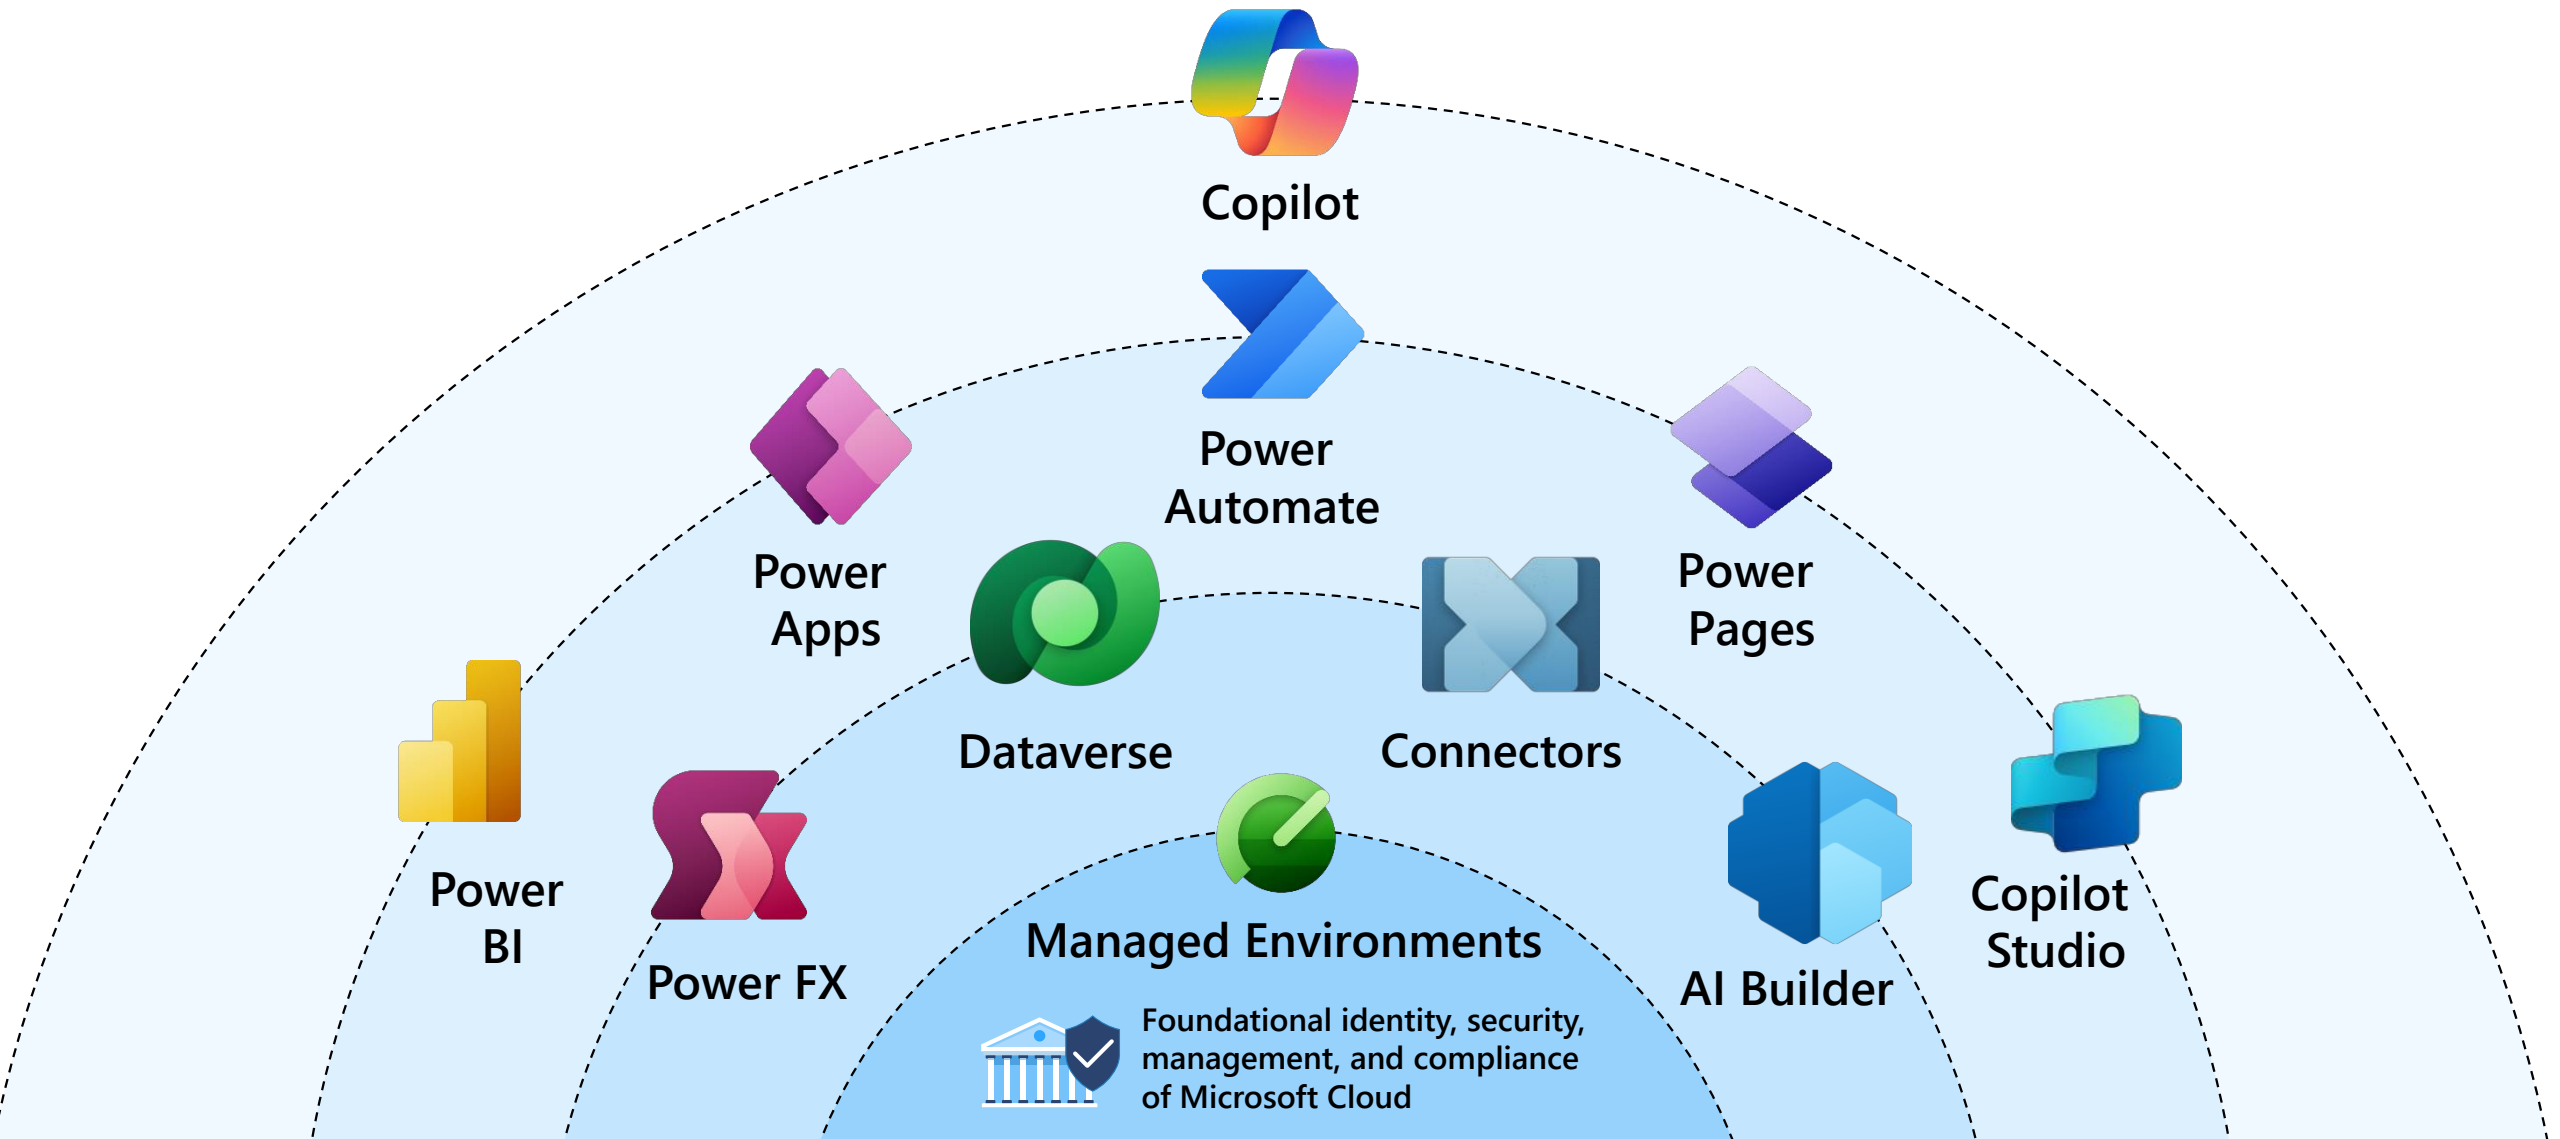 Copilot
Power
Automate
Power
Apps
Power
Pages
Dataverse
Connectors
Power
BI
Power FX
Managed Environments
AI Builder
Copilot
Studio
Foundational identity, security,
management, and compliance
of Microsoft Cloud